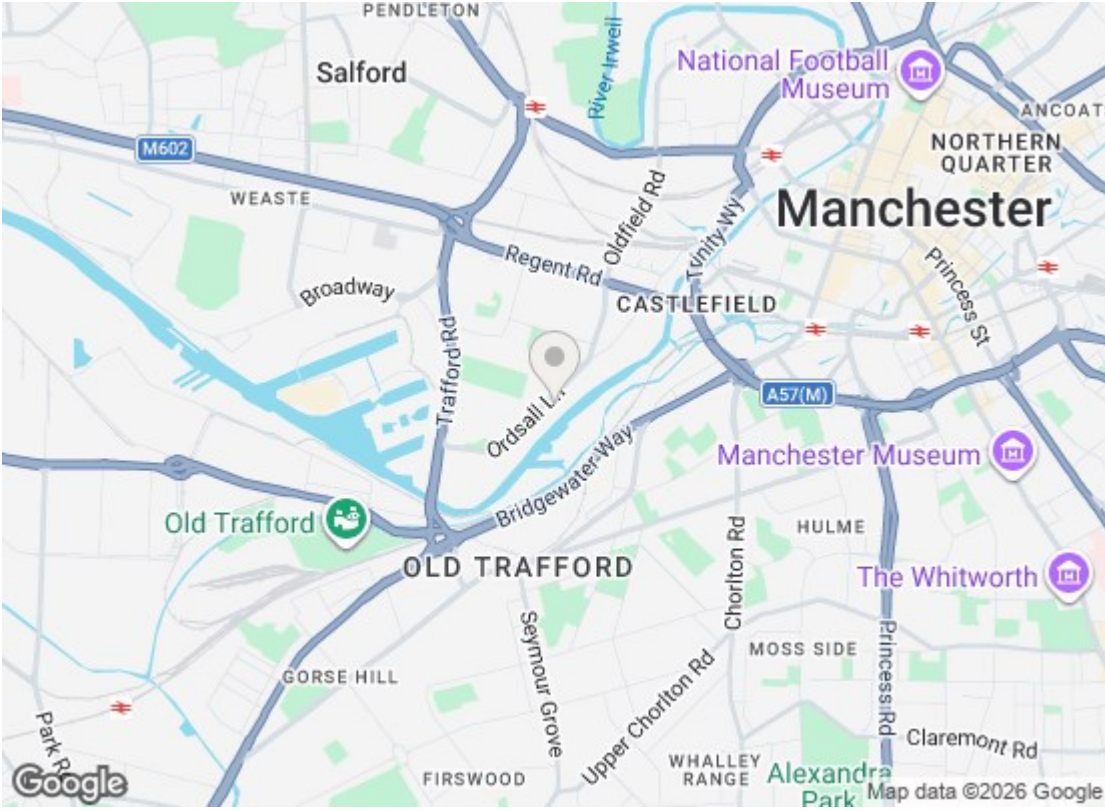 PENDLETON
Salford
River Irwell
National Football
Museum
ANCOAT
NORTHERN
QUARTER
M602
WEASTE
Oldfield Rd
Trinity Wy
Manchester
Regent Rd
Princess St
Broadway
CASTLEFIELD
Trafford Rd
Ordsall Ln
A57(M)
Bridgewater Way
Manchester Museum
Old Trafford
HULME
OLD TRAFFORD
Chorlton Rd
The Whitworth
Seymour Grove
MOSS SIDE
Princess Rd
GORSE HILL
Upper Chorlton Rd
Park Rd
Claremont Rd
WHALLEY
RANGE
FIRSWOOD
Alexandra
Park
Google
Map data ©2026 Google